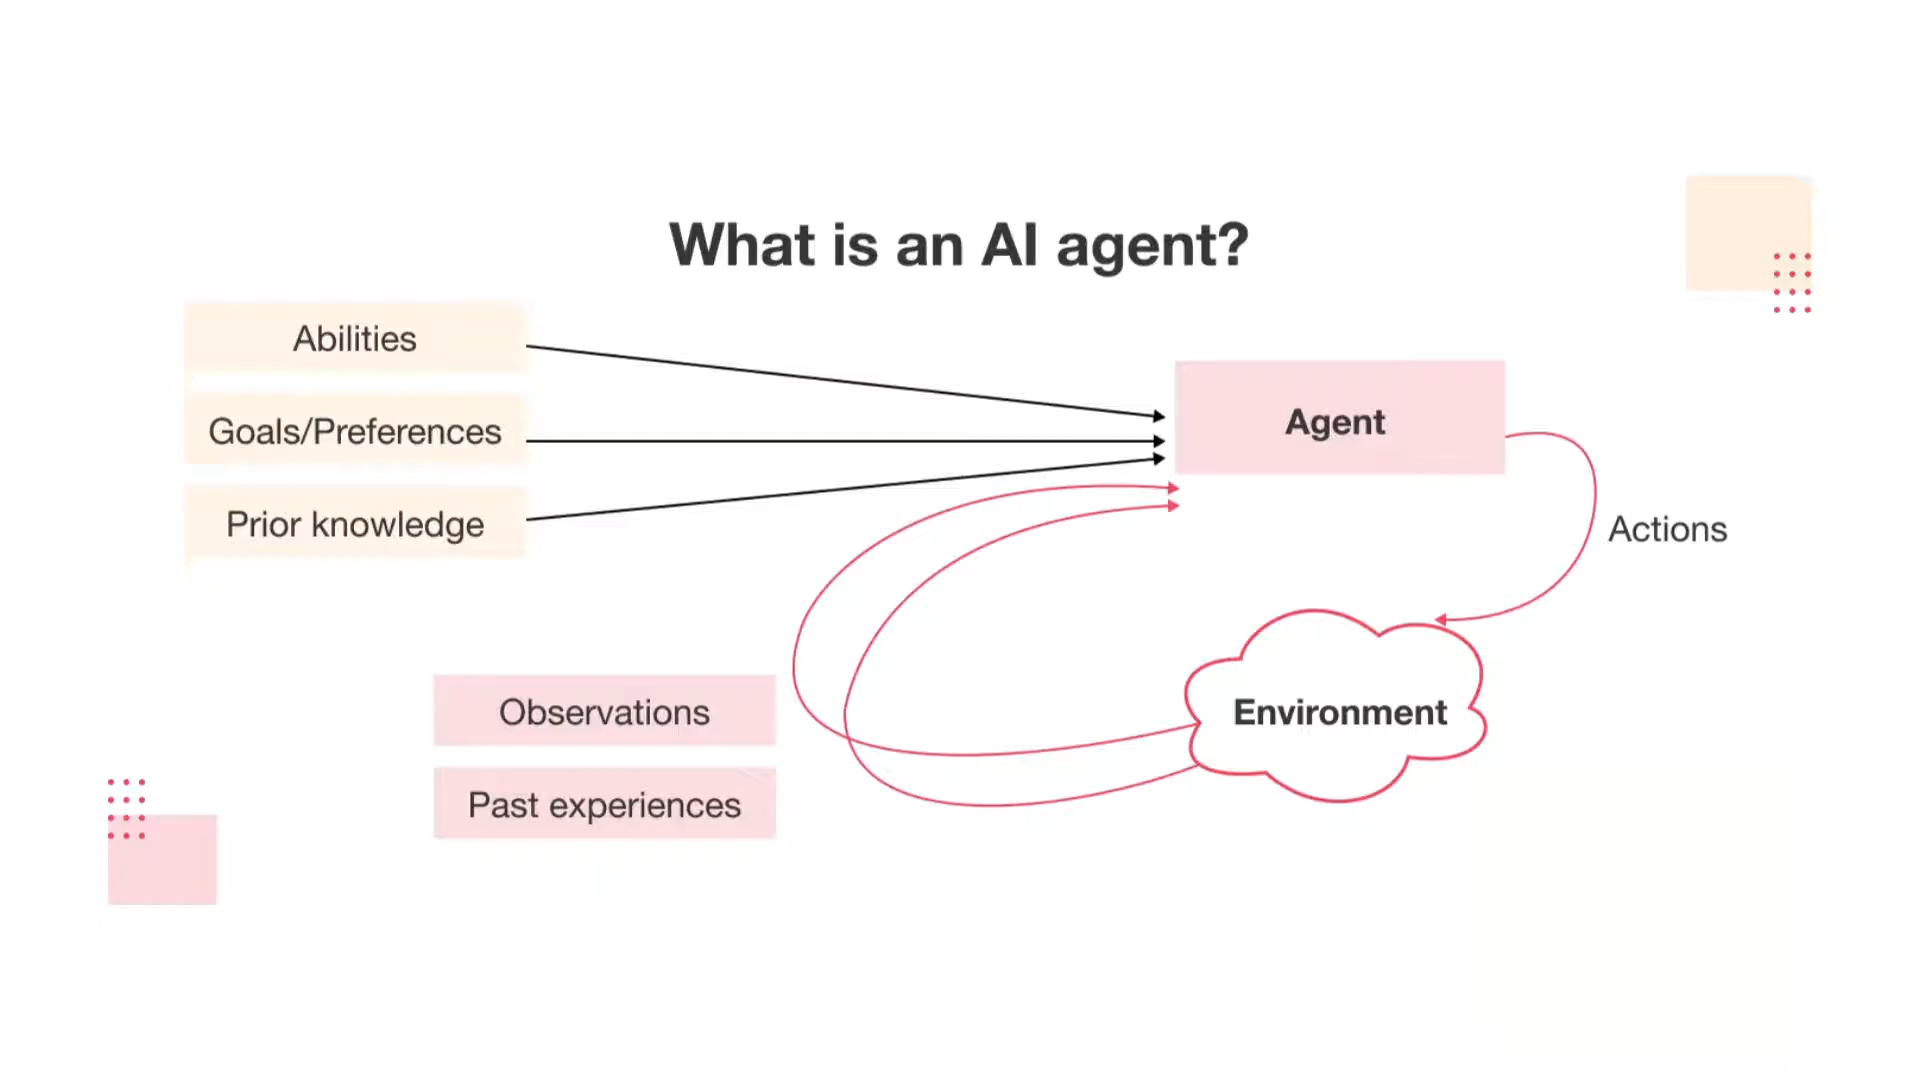 What is an AI agent?
Abilities
Goals/Preferences
Prior knowledge
Agent
Actions
Observations
Past experiences
Environment